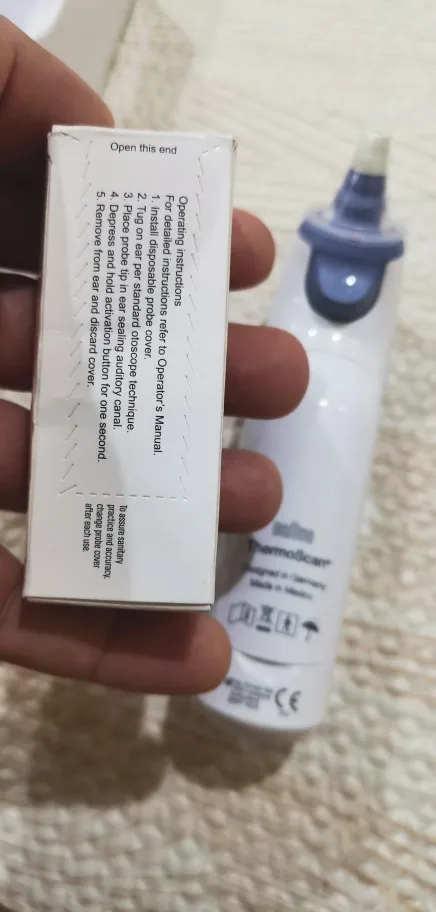 Open this end
Operating instructions
For detailed instructions refer to Operator's Manual.
1. Install disposable probe cover.
2. Tug on ear per standard otoscope technique.
3. Place probe tip in ear sealing auditory canal.
4. Depress and hold activation button for one second.
5. Remove from ear and discard cover.
To assure sanitary
practice and accuracy,
change probe cover
after each use.
ThermoScan®
Designed in Germany
Made in Mexico
CE